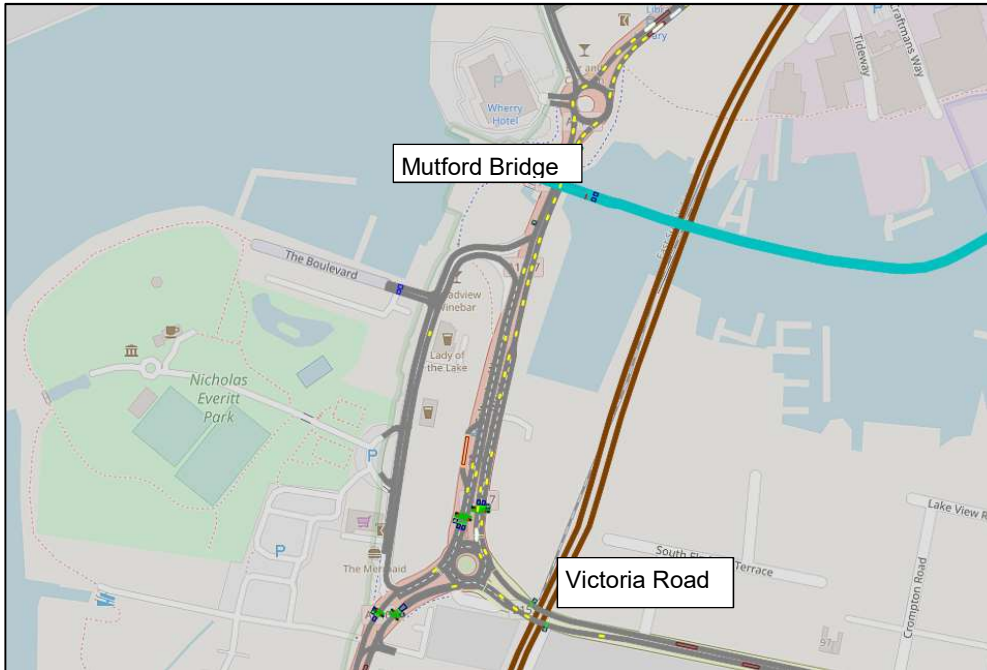 Craftmans Way
Tideway
P
P
Wherry
Hotel
Mutford Bridge
The Boulevard
Lady of
the Lake
Nicholas
Everitt
Park
P
7
P
The Mermaid
Lake View R
South
Terrace
Victoria Road
Crompton Road